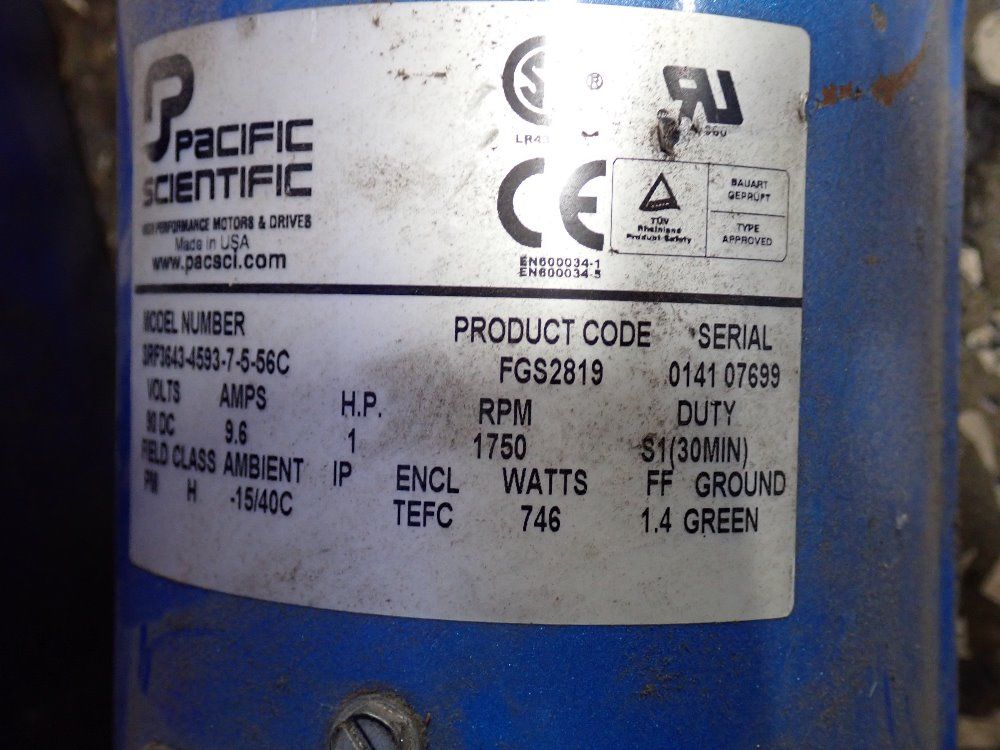 PACIFIC
SCIENTIFIC
HIGH PERFORMANCE MOTORS & DRIVES
Made in USA
www.pacsci.com
®
CE
EN600034-1
EN600034-5
TÜV
Rheinland
Product Safety
BAUART
GEPRÜFT
TYPE
APPROVED
MODEL NUMBER PRODUCT CODE SERIAL
SRF3643-4593-7-5-56C FGS2819 0141 07699
VOLTS AMPS H.P. RPM DUTY
90 DC 9.6 1 1750 S1(30MIN)
FIELD CLASS AMBIENT IP ENCL WATTS FF GROUND
PM H -15/40C TEFC 746 1.4 GREEN